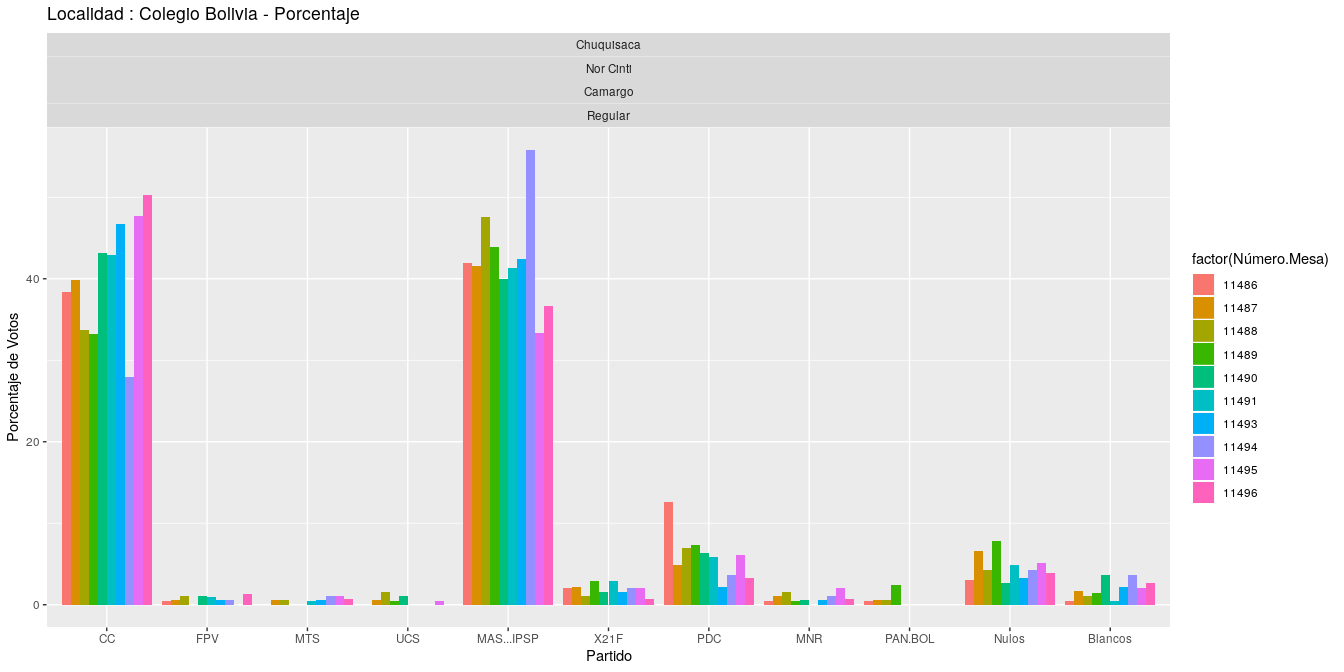 Localidad : Colegio Bolivia - Porcentaje
Chuquisaca
Nor Cinti
Camargo
Regular
Porcentaje de Votos
40
20
0
CC FPV MTS UCS MAS...IPSP X21F PDC MNR PAN.BOL Nulos Blancos
Partido
factor(Número.Mesa)
11486
11487
11488
11489
11490
11491
11493
11494
11495
11496